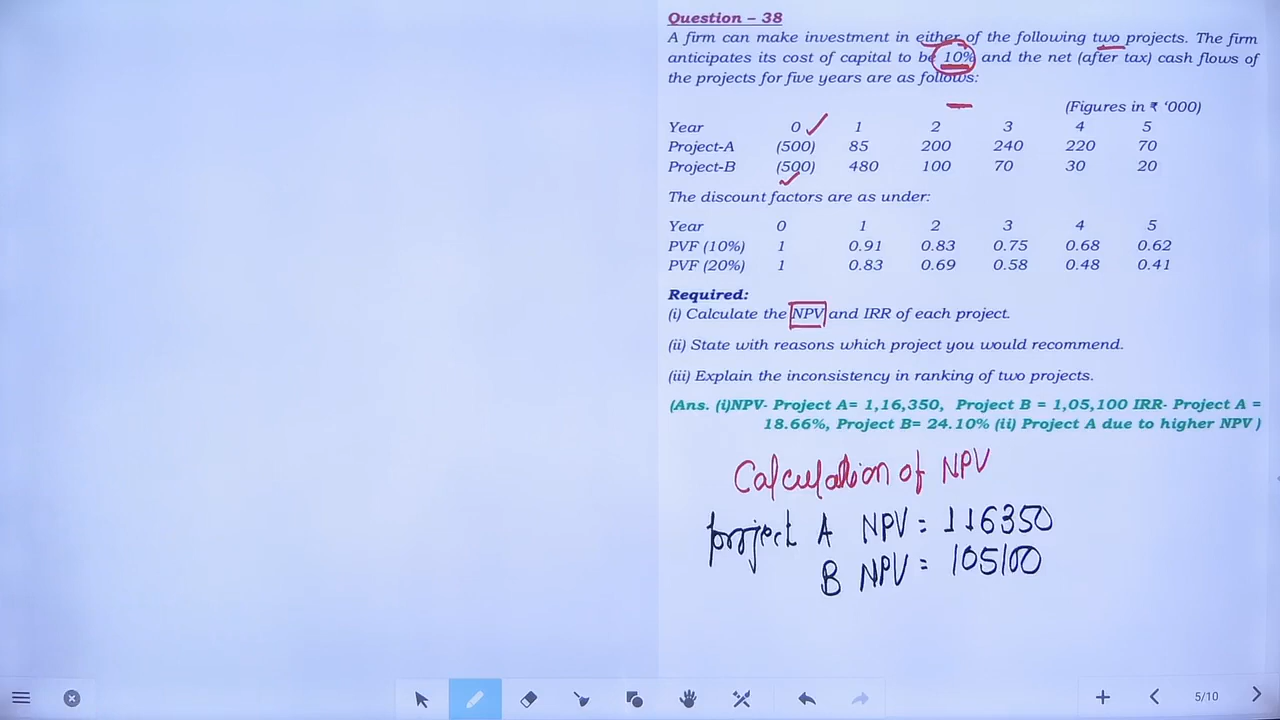 Question – 38
A firm can make investment in either of the following two projects. The firm
anticipates its cost of capital to be 10% and the net (after tax) cash flows of
the projects for five years are as follows:
(Figures in ₹ ‘000)
Year 0 1 2 3 4 5
Project-A (500) 85 200 240 220 70
Project-B (500) 480 100 70 30 20
The discount factors are as under:
Year 0 1 2 3 4 5
PVF (10%) 1 0.91 0.83 0.75 0.68 0.62
PVF (20%) 1 0.83 0.69 0.58 0.48 0.41
Required:
(i) Calculate the NPV and IRR of each project.
(ii) State with reasons which project you would recommend.
(iii) Explain the inconsistency in ranking of two projects.
(Ans. (i)NPV- Project A= 1,16,350, Project B = 1,05,100 IRR- Project A =
18.66%, Project B= 24.10% (ii) Project A due to higher NPV )
Calculation of NPV
project A NPV = 116350
B NPV = 105100
5/10